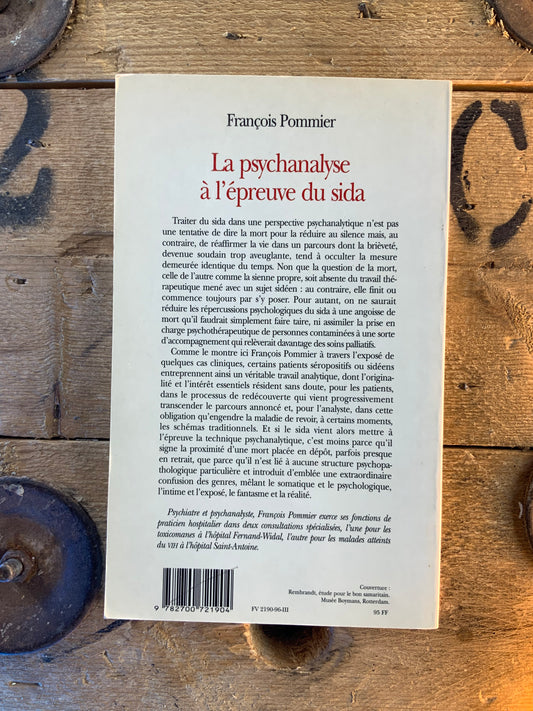 François Pommier
La psychanalyse
à l'épreuve du sida
Traiter du sida dans une perspective psychanalytique n'est pas
une tentative de dire la mort pour la réduire au silence mais, au
contraire, de réaffirmer la vie dans un parcours dont la brièveté,
devenue soudain trop aveuglante, tend à occulter la mesure
demeurée identique du temps. Non que la question de la mort,
celle de l'autre comme la sienne propre, soit absente du travail thé-
rapeutique mené avec un sujet sidéen : au contraire, elle finit ou
commence toujours par s'y poser. Pour autant, on ne saurait
réduire les répercussions psychologiques du sida à une angoisse de
mort qu'il faudrait simplement faire taire, ni assimiler la prise en
charge psychothérapeutique de personnes contaminées à une sorte
d'accompagnement qui relèverait davantage des soins palliatifs.
Comme le montre ici François Pommier à travers l'exposé de
quelques cas cliniques, certains patients séropositifs ou sidéens
entreprennent ainsi un véritable travail analytique, dont l'origina-
lité et l'intérêt essentiels résident sans doute, pour les patients,
dans le processus de redécouverte qui vient progressivement
transcender le parcours annoncé et, pour l'analyste, dans cette
obligation qu'engendre la maladie de revoir, à certains moments,
les schémas traditionnels. Et si le sida vient alors mettre à
l'épreuve la technique psychanalytique, c'est moins parce qu'il
signe la proximité d'une mort placée en dépôt, parfois presque
en retrait, que parce qu'il n'est lié à aucune structure psychopa-
thologique particulière et introduit d'emblée une extraordinaire
confusion des genres, mêlant le somatique et le psychologique,
l'intime et l'exposé, le fantasme et la réalité.
Psychiatre et psychanalyste, François Pommier exerce ses fonctions de
praticien hospitalier dans deux consultations spécialisées, l'une pour les
toxicomanes à l'hôpital Fernand-Widal, l'autre pour les malades atteints
du VIH à l'hôpital Saint-Antoine.
Couverture :
Rembrandt, étude pour le bon samaritain.
Musée Boymans, Rotterdam.
9 782700 721904
FV 2190-96-III
95 FF
2
C